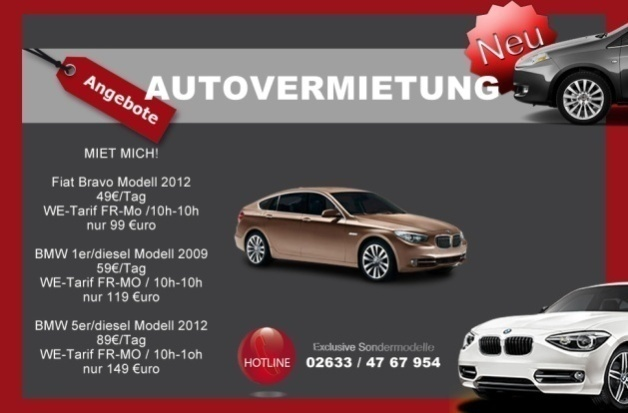 Neu
Angebote
AUTOVERMIETUNG
MIET MICH!
Fiat Bravo Modell 2012
49€/Tag
WE-Tarif FR-Mo /10h-10h
nur 99 €uro
BMW 1er/diesel Modell 2009
59€/Tag
WE-Tarif FR-MO / 10h-10h
nur 119 €uro
BMW 5er/diesel Modell 2012
89€/Tag
WE-Tarif FR-MO / 10h-1oh
nur 149 €uro
HOTLINE
Exclusive Sondermodelle
02633 / 47 67 954